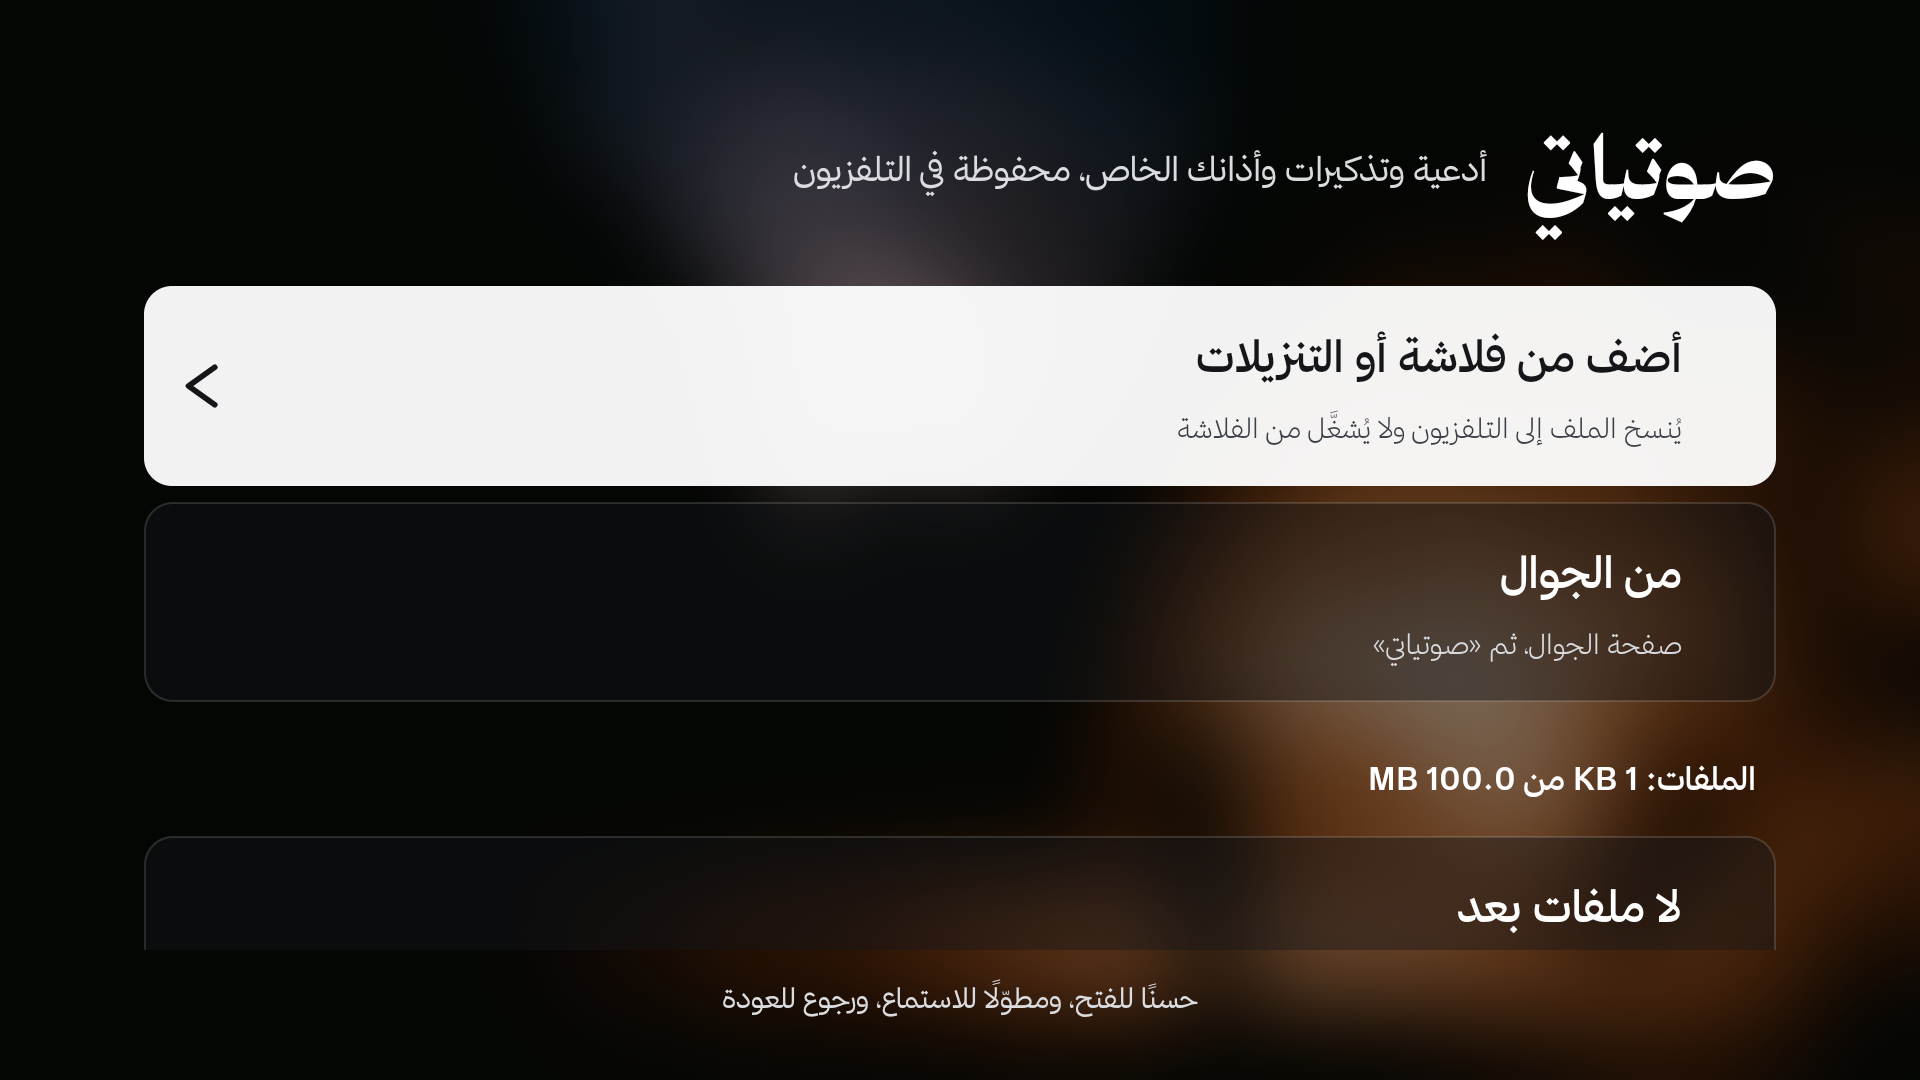 صوتياتي
أدعية وتذكيرات وأذانك الخاص، محفوظة في التلفزيون
أضف من فلاشة أو التنزيلات
يُنسخ الملف إلى التلفزيون ولا يُشغَّل من الفلاشة
من الجوال
صفحة الجوال، ثم «صوتياتي»
الملفات: 1 KB من 100.0 MB
لا ملفات بعد
حسنًا للفتح، ومطوّلًا للاستماع، ورجوع للعودة